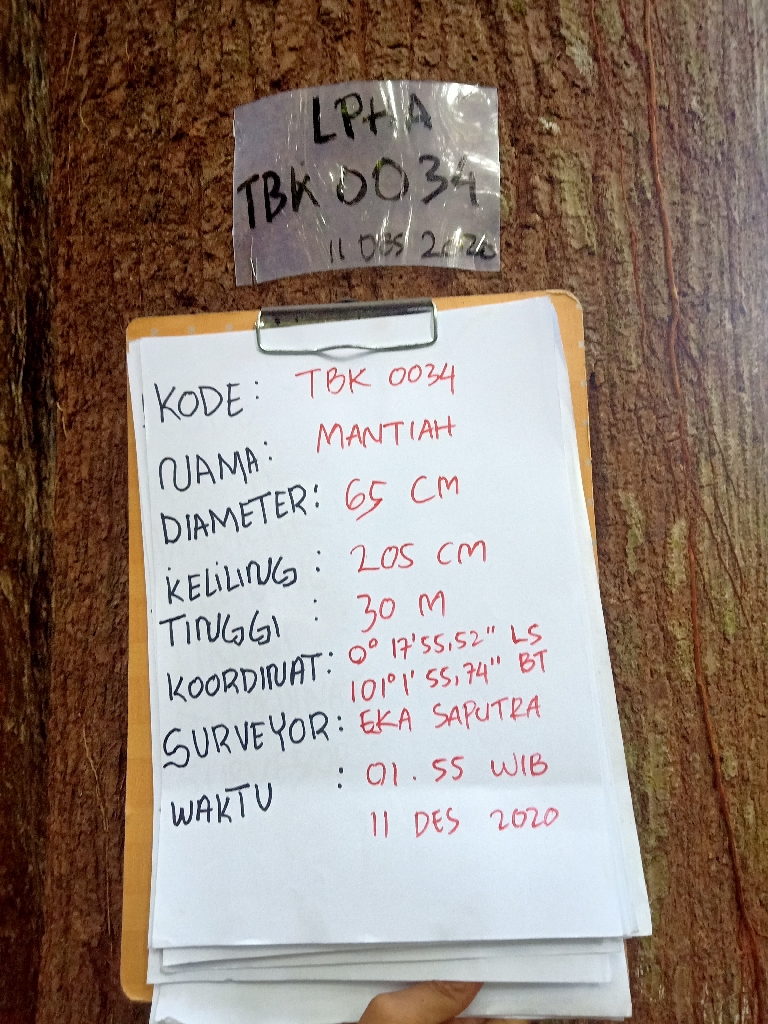 LPHA
TBK 0034
11 DES 2020
KODE: TBK 0034
NAMA: MANTIAH
DIAMETER: 65 CM
KELILING : 205 CM
TINGGI : 30 M
KOORDINAT: 0° 17'55,52" LS
101°1' 55,74" BT
SURVEYOR: EKA SAPUTRA
WAKTU : 01.55 WIB
11 DES 2020